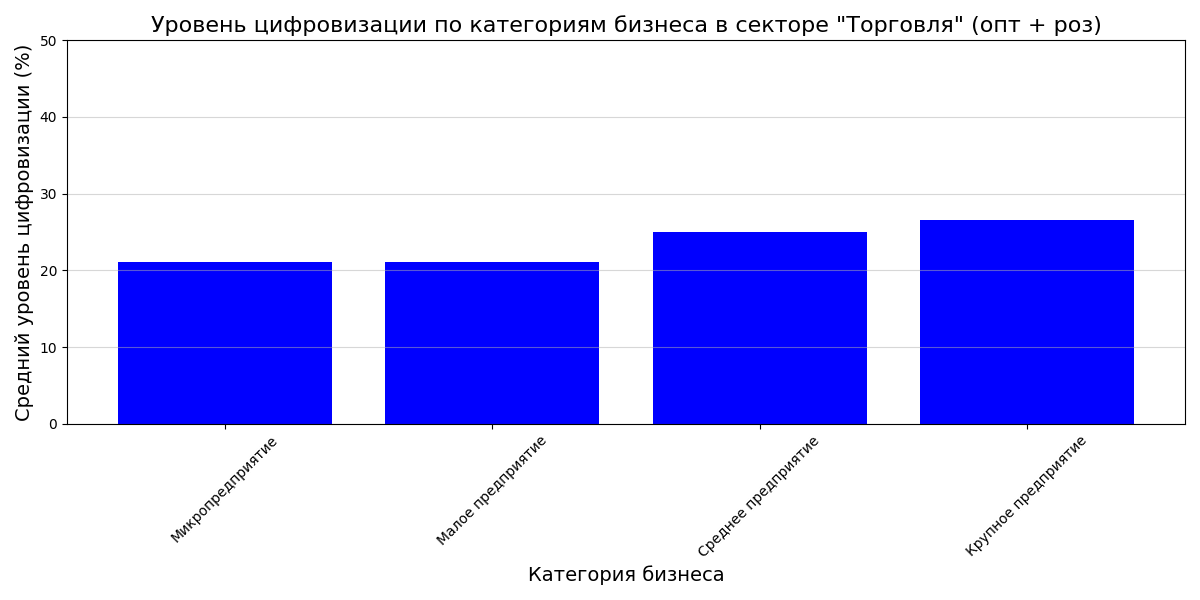 Уровень цифровизации по категориям бизнеса в секторе "Торговля" (опт + роз)
Средний уровень цифровизации (%)
50
40
30
20
10
0
Микропредприятие
Малое предприятие
Среднее предприятие
Крупное предприятие
Категория бизнеса